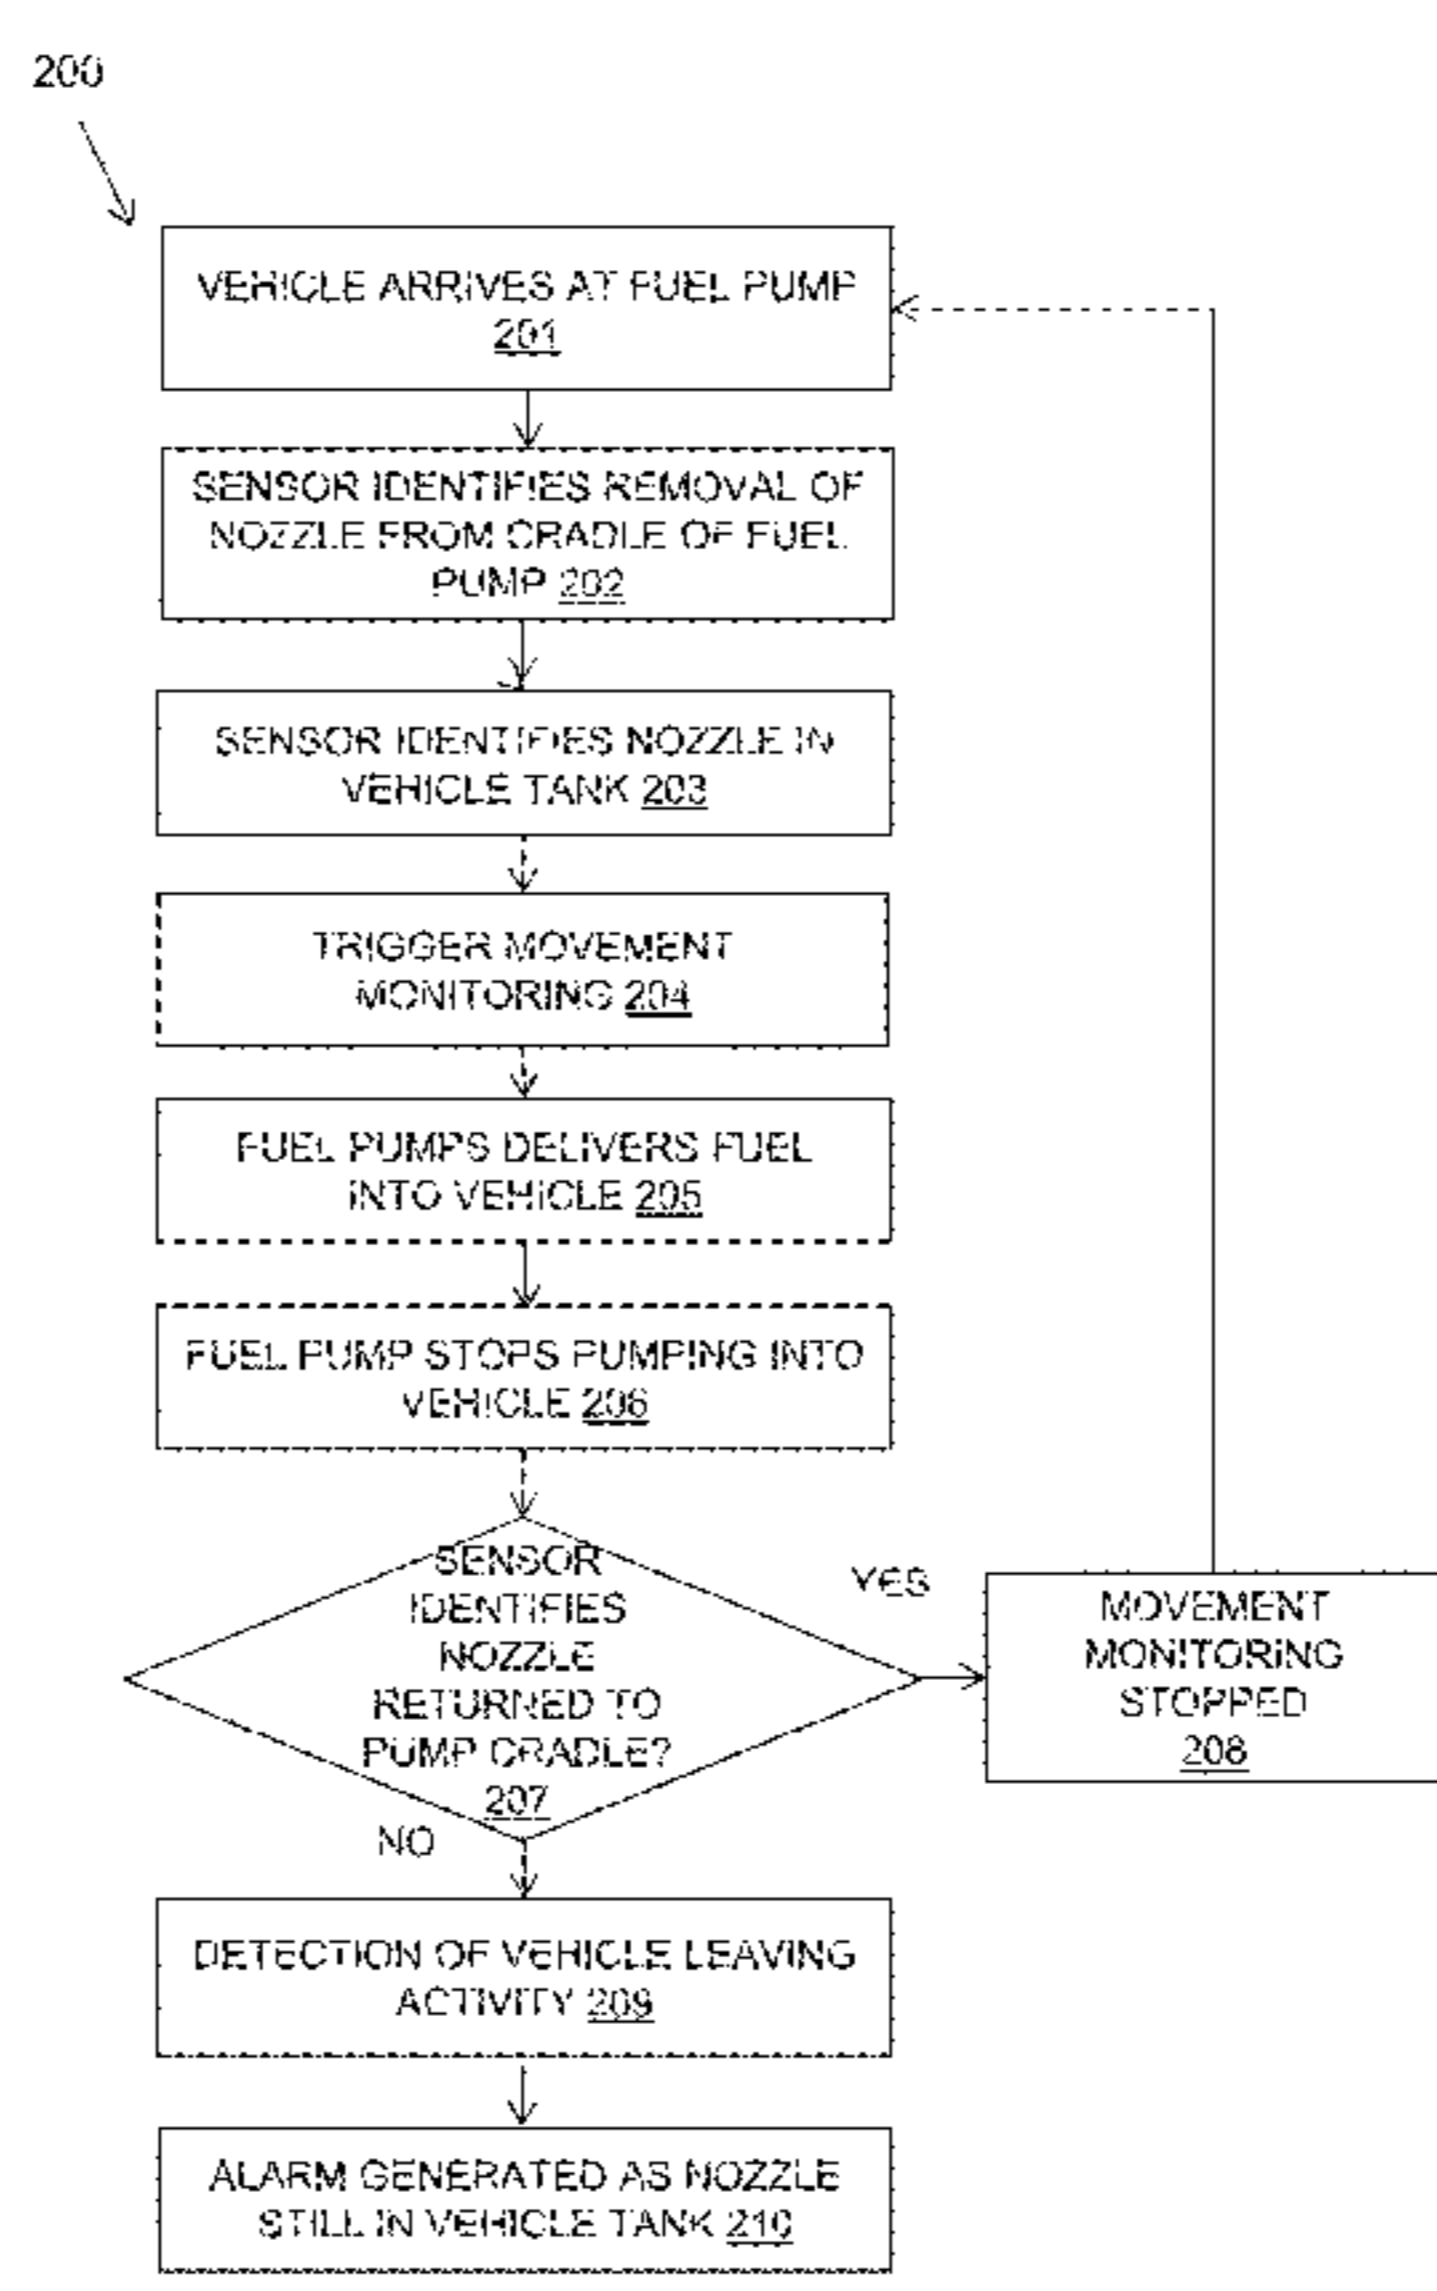 200
VEHICLE ARRIVES AT FUEL PUMP
201
SENSOR IDENTIFIES REMOVAL OF
NOZZLE FROM CRADLE OF FUEL
PUMP 202
SENSOR IDENTIFIES NOZZLE IN
VEHICLE TANK 203
TRIGGER MOVEMENT
MONITORING 204
FUEL PUMPS DELIVERS FUEL
INTO VEHICLE 205
FUEL PUMP STOPS PUMPING INTO
VEHICLE 206
SENSOR
IDENTIFIES
NOZZLE
RETURNED TO
PUMP CRADLE?
207
YES
MOVEMENT
MONITORING
STOPPED
208
NO
DETECTION OF VEHICLE LEAVING
ACTIVITY 209
ALARM GENERATED AS NOZZLE
STILL IN VEHICLE TANK 210